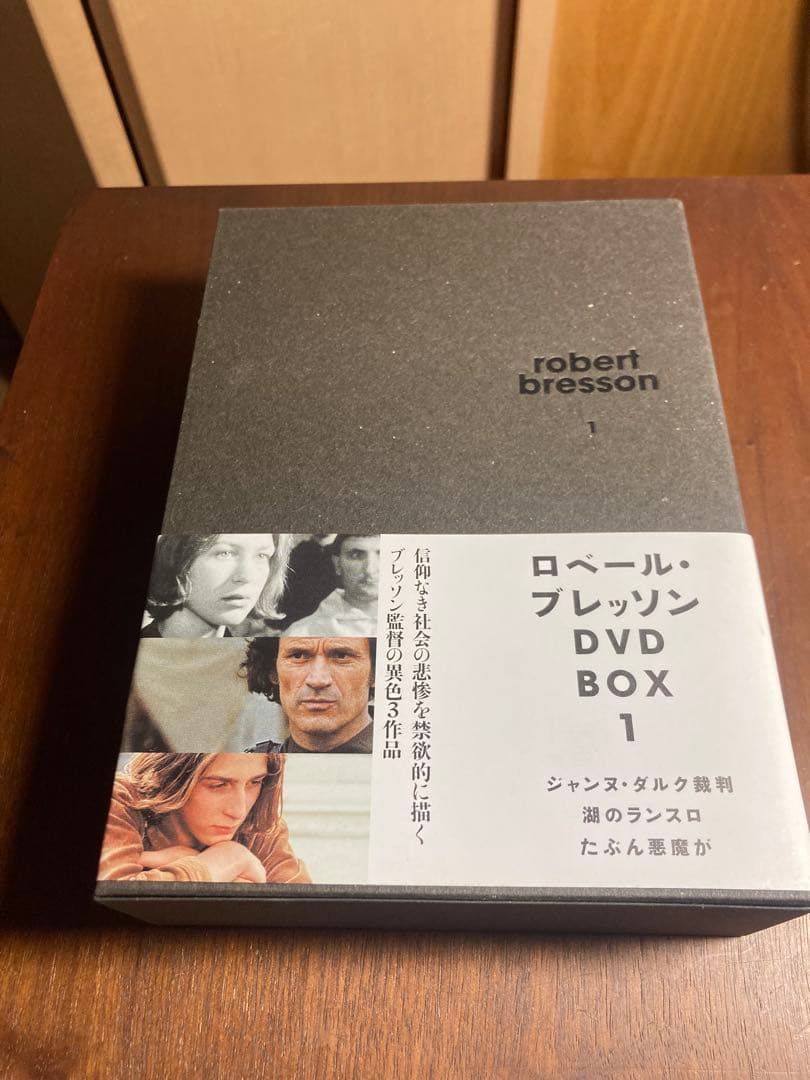 robert
bresson
1
信仰なき社会の悲惨を禁欲的に描く
ブレッソン監督の異色3作品
ロベール・
ブレッソン
DVD
BOX
1
ジャンヌ・ダルク裁判
湖のランスロ
たぶん悪魔が